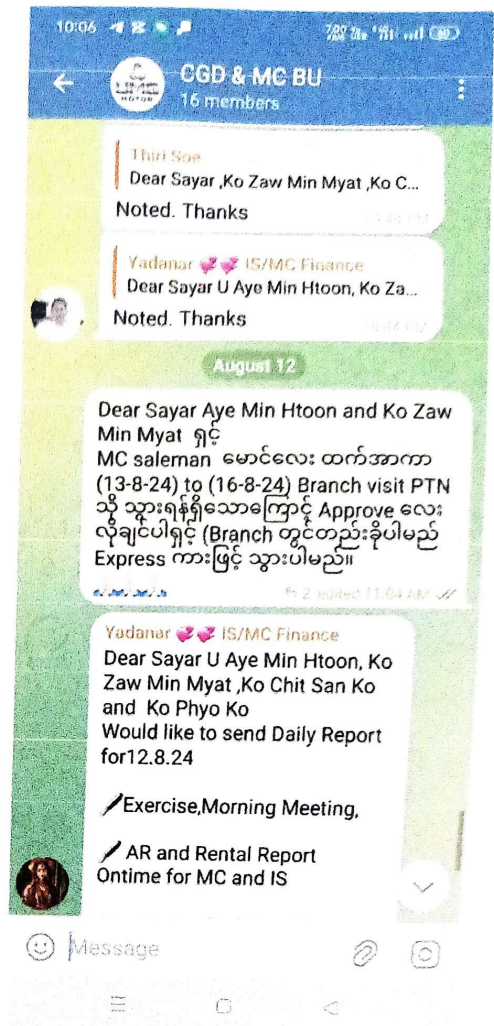 10:06
CGD & MC BU
16 members
UMG
MOTOR
Thiri Soe
Dear Sayar ,Ko Zaw Min Myat ,Ko C...
Noted. Thanks
Yadanar 💞💞 IS/MC Finance
Dear Sayar U Aye Min Htoon, Ko Za...
Noted. Thanks
August 12
Dear Sayar Aye Min Htoon and Ko Zaw
Min Myat ရှင့်
MC saleman မောင်လေး ထက်အာကာ
(13-8-24) to (16-8-24) Branch visit PTN
သို့ သွားရန်ရှိသောကြောင့် Approve လေး
လိုချင်ပါရှင့် (Branch တွင်တည်းခိုပါမည်
Express ကားဖြင့် သွားပါမည်။
🙏🙏🙏
2 edited 11:04 AM
Yadanar 💞💞 IS/MC Finance
Dear Sayar U Aye Min Htoon, Ko
Zaw Min Myat ,Ko Chit San Ko
and Ko Phyo Ko
Would like to send Daily Report
for12.8.24
🖊Exercise,Morning Meeting,
🖊 AR and Rental Report
Ontime for MC and IS
Message